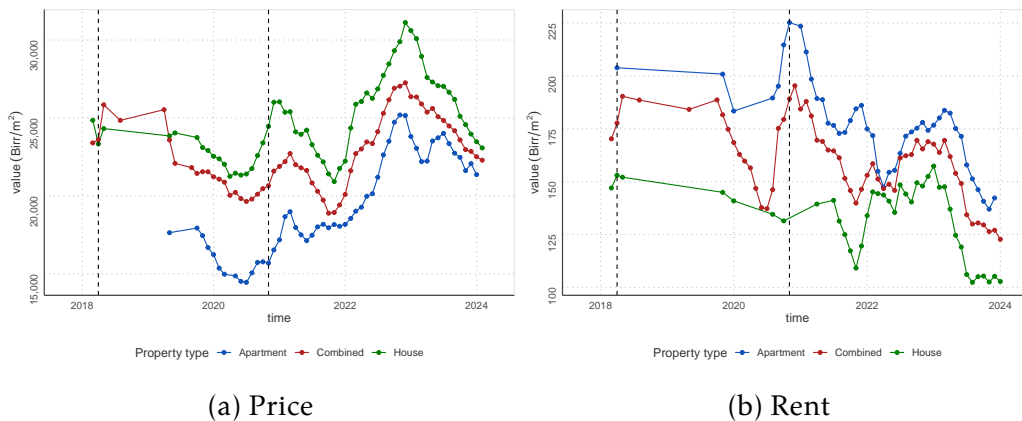 value (Birr/m²)
30,000
25,000
20,000
15,000
2018
2020
2022
2024
time
Property type Apartment Combined House
(a) Price
value (Birr/m²)
225
200
175
150
125
100
2018
2020
2022
2024
time
Property type Apartment Combined House
(b) Rent